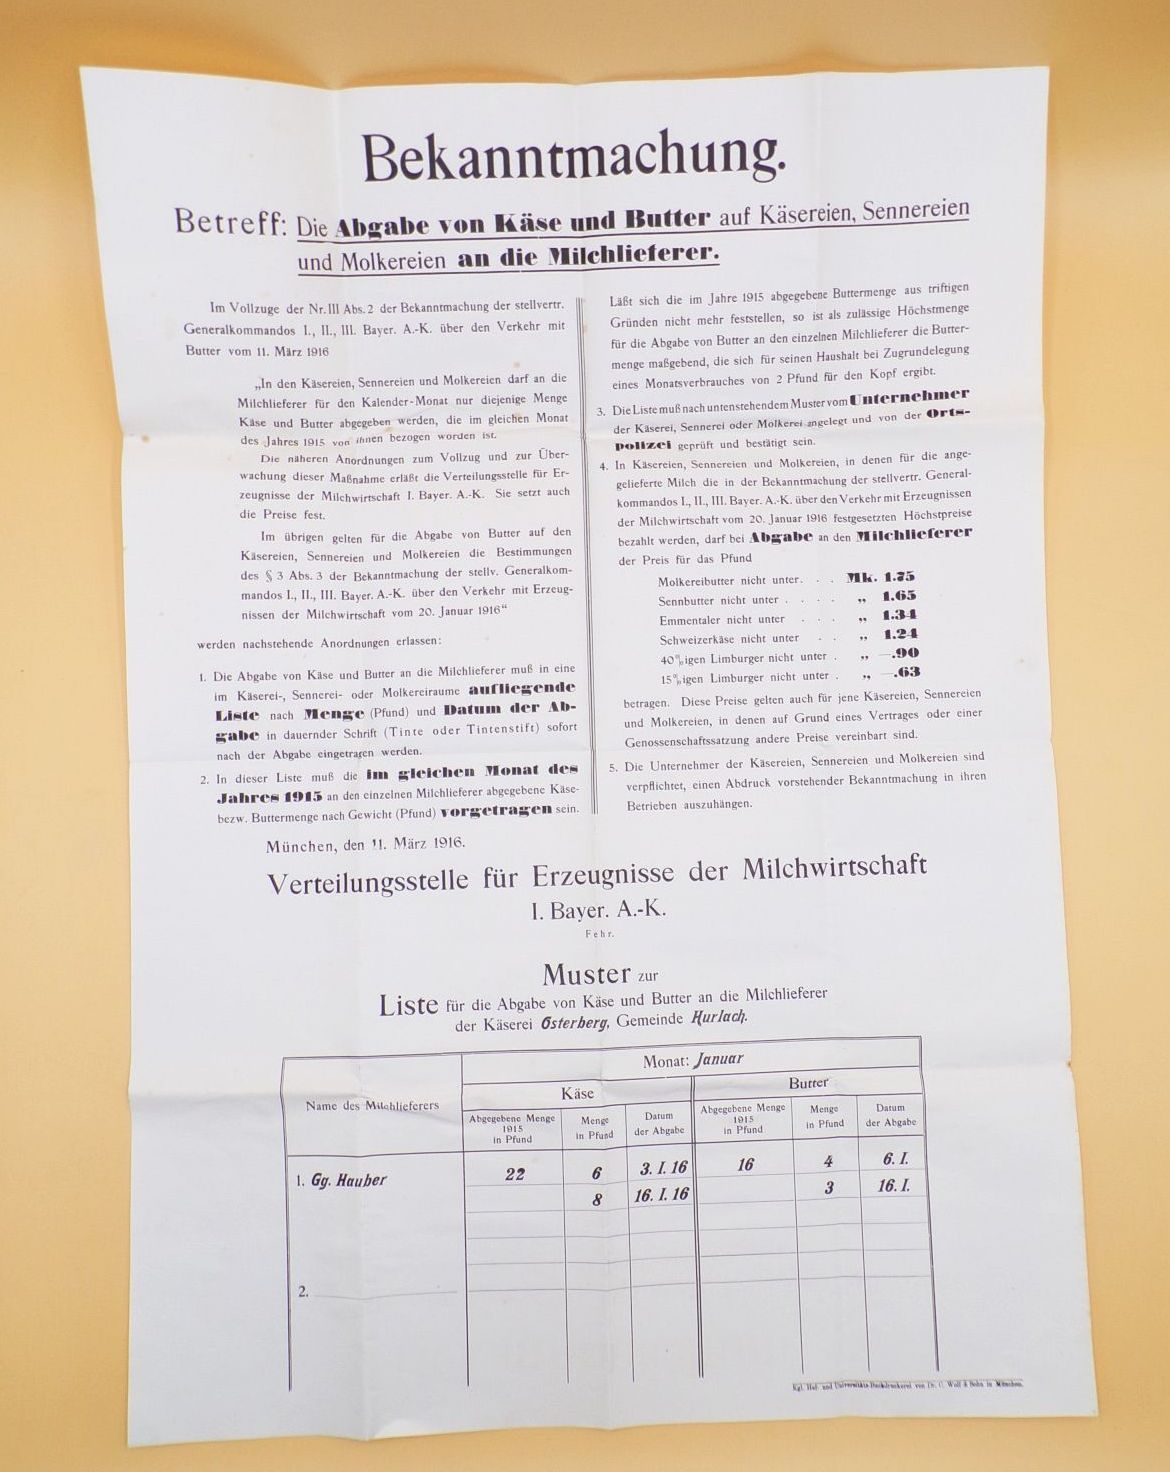 Bekanntmachung.
Betreff: Die Abgabe von Käse und Butter auf Käsereien, Sennereien
und Molkereien an die Milchlieferer.
Im Vollzuge der Nr. III Abs. 2 der Bekanntmachung der stellvertr.
Generalkommandos I., II., III. Bayer. A.-K. über den Verkehr mit
Butter vom 11. März 1916
„In den Käsereien, Sennereien und Molkereien darf an die
Milchlieferer für den Kalender-Monat nur diejenige Menge
Käse und Butter abgegeben werden, die im gleichen Monat
des Jahres 1915 von ihnen bezogen worden ist.
Die näheren Anordnungen zum Vollzug und zur Über-
wachung dieser Maßnahme erläßt die Verteilungsstelle für Er-
zeugnisse der Milchwirtschaft I. Bayer. A.-K. Sie setzt auch
die Preise fest.
Im übrigen gelten für die Abgabe von Butter auf den
Käsereien, Sennereien und Molkereien die Bestimmungen
des § 3 Abs. 3 der Bekanntmachung der stellv. Generalkom-
mandos I., II., III. Bayer. A.-K. über den Verkehr mit Erzeug-
nissen der Milchwirtschaft vom 20. Januar 1916“
werden nachstehende Anordnungen erlassen:
1. Die Abgabe von Käse und Butter an die Milchlieferer muß in eine
im Käserei-, Sennerei- oder Molkereiraume aufliegende
Liste nach Menge (Pfund) und Datum der Ab-
gabe in dauernder Schrift (Tinte oder Tintenstift) sofort
nach der Abgabe eingetragen werden.
2. In dieser Liste muß die im gleichen Monat des
Jahres 1915 an den einzelnen Milchlieferer abgegebene Käse-
bezw. Buttermenge nach Gewicht (Pfund) vorgetragen sein.
Läßt sich die im Jahre 1915 abgegebene Buttermenge aus triftigen
Gründen nicht mehr feststellen, so ist als zulässige Höchstmenge
für die Abgabe von Butter an den einzelnen Milchlieferer die Butter-
menge maßgebend, die sich für seinen Haushalt bei Zugrundelegung
eines Monatsverbrauches von 2 Pfund für den Kopf ergibt.
3. Die Liste muß nach untenstehendem Muster vom Unternehmer
der Käserei, Sennerei oder Molkerei angelegt und von der Orts-
polizei geprüft und bestätigt sein.
4. In Käsereien, Sennereien und Molkereien, in denen für die ange-
gelieferte Milch die in der Bekanntmachung der stellvertr. General-
kommandos I., II., III. Bayer. A.-K. über den Verkehr mit Erzeugnissen
der Milchwirtschaft vom 20. Januar 1916 festgesetzten Höchstpreise
bezahlt werden, darf bei Abgabe an den Milchlieferer
der Preis für das Pfund
Molkereibutter nicht unter . . . Mk. 1.75
Sennbutter nicht unter . . . . „ 1.65
Emmentaler nicht unter . . . „ 1.34
Schweizerkäse nicht unter . . „ 1.24
40%igen Limburger nicht unter . „ —.90
15%igen Limburger nicht unter . „ —.63
betragen. Diese Preise gelten auch für jene Käsereien, Sennereien
und Molkereien, in denen auf Grund eines Vertrages oder einer
Genossenschaftssatzung andere Preise vereinbart sind.
5. Die Unternehmer der Käsereien, Sennereien und Molkereien sind
verpflichtet, einen Abdruck vorstehender Bekanntmachung in ihren
Betrieben auszuhängen.
München, den 11. März 1916.
Verteilungsstelle für Erzeugnisse der Milchwirtschaft
I. Bayer. A.-K.
Fehr.
Muster zur
Liste für die Abgabe von Käse und Butter an die Milchlieferer
der Käserei Osterberg, Gemeinde Hurlach.
Monat: Januar
Name des Milchlieferers
Käse
Butter
Abgegebene Menge 1915 in Pfund
Menge in Pfund
Datum der Abgabe
Abgegebene Menge 1915 in Pfund
Menge in Pfund
Datum der Abgabe
1. Gg. Hauber 22 6 3. I. 16 16 4 6. I.
8 16. I. 16 3 16. I.
2.
Kgl. Hof- und Universitäts-Buchdruckerei von Dr. C. Wolf & Sohn in München.